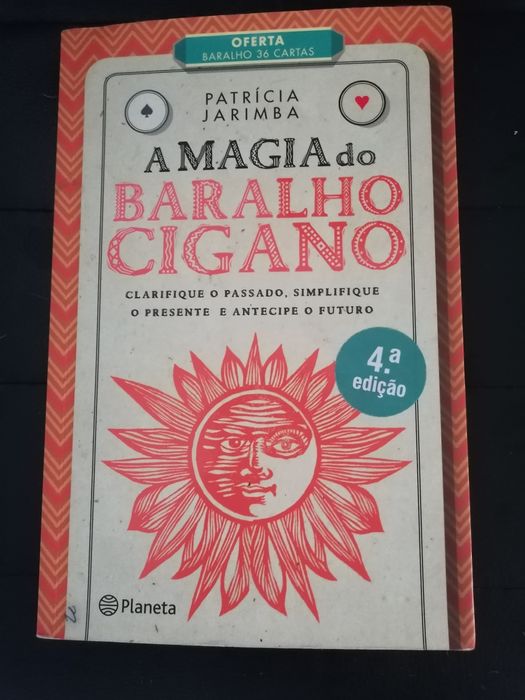 OFERTA
BARALHO 36 CARTAS
PATRÍCIA
JARIMBA
A MAGIA do
BARALHO
CIGANO
CLARIFIQUE O PASSADO, SIMPLIFIQUE
O PRESENTE E ANTECIPE O FUTURO
4.ª
edição
Planeta